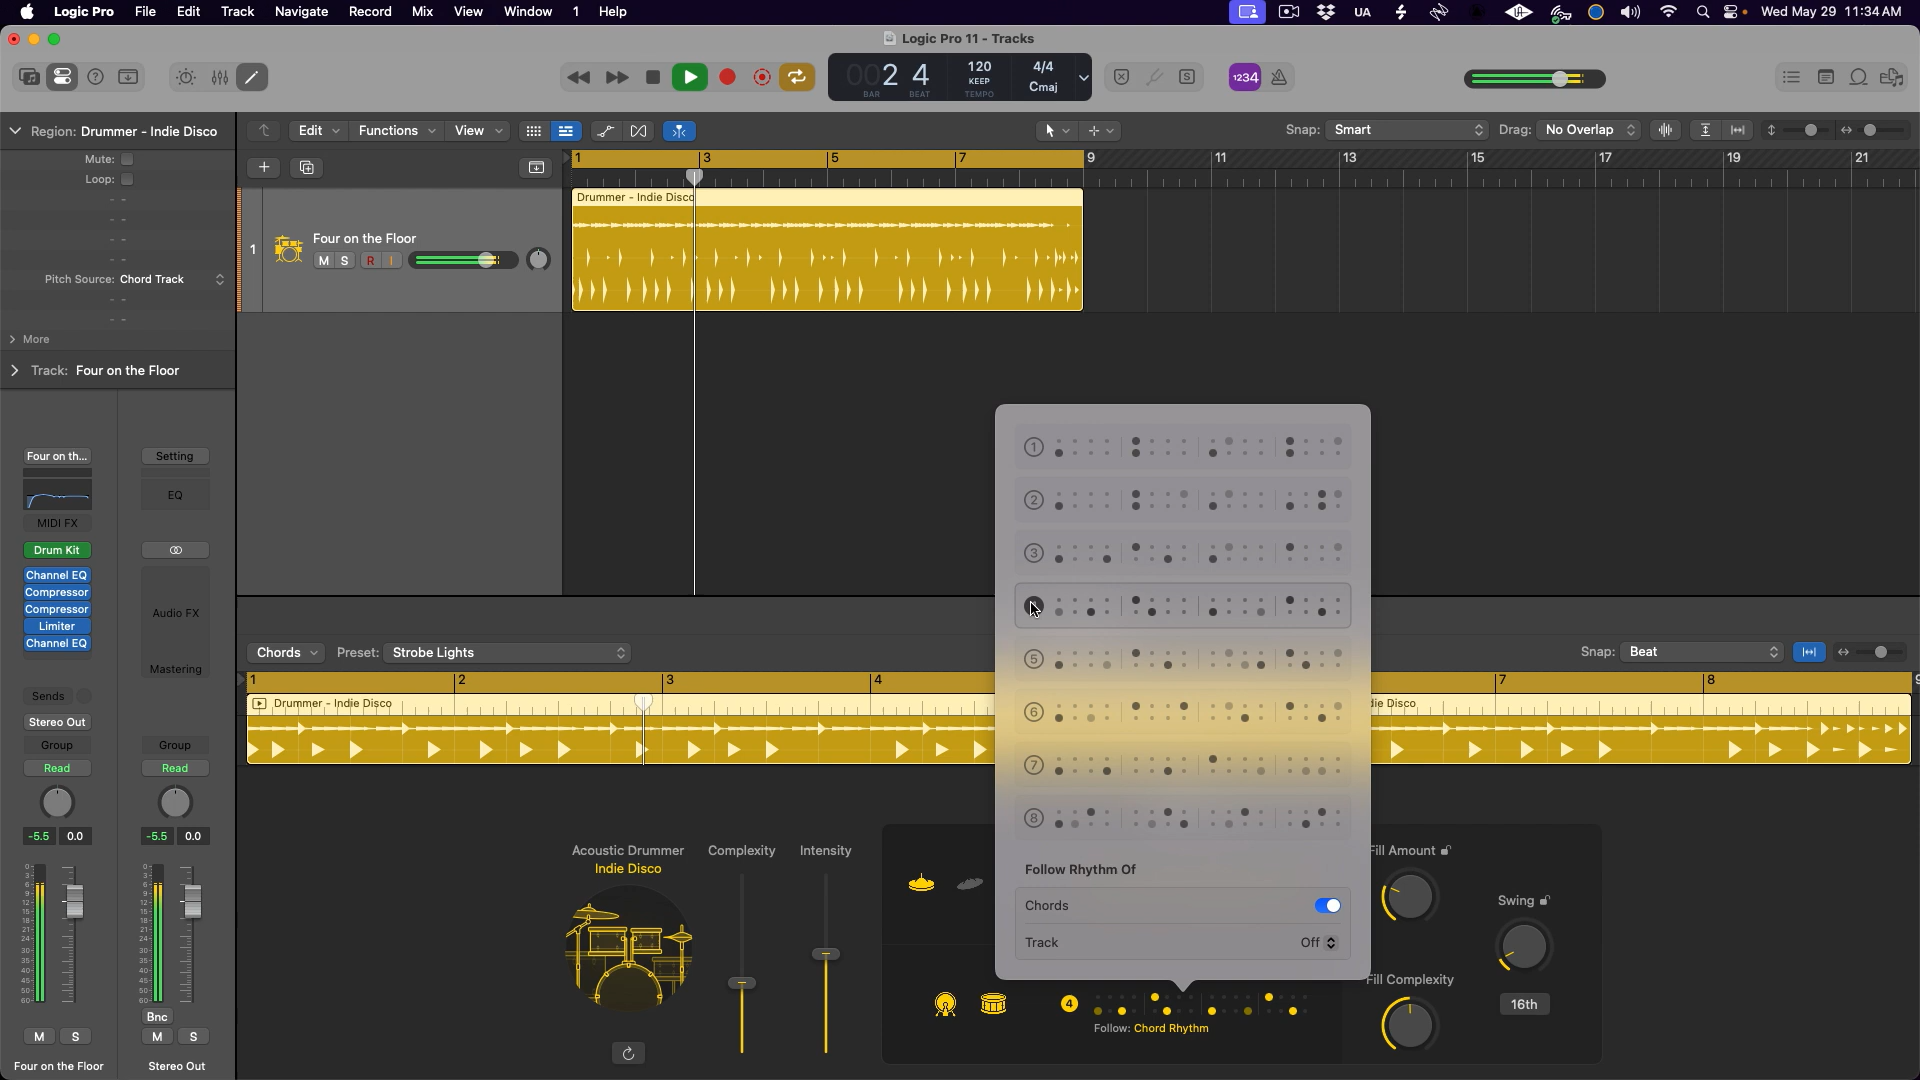 Logic Pro File Edit Track Navigate Record Mix View Window 1 Help UA Wed May 29 11:34 AM
Logic Pro 11 - Tracks
002 4 120 4/4
KEEP Cmaj
BAR BEAT TEMPO
1234
Region: Drummer - Indie Disco
Edit Functions View Snap: Smart Drag: No Overlap
Mute:
Loop:
1 3 5 7 9 11 13 15 17 19 21
Drummer - Indie Disco
1 Four on the Floor
M S R I
Pitch Source: Chord Track
More
Track: Four on the Floor
Four on th... Setting
EQ
MIDI FX
Drum Kit
Channel EQ
Compressor
Compressor
Limiter
Channel EQ
Audio FX
Mastering
Sends
Stereo Out
Group Group
Read Read
-5.5 0.0 -5.5 0.0
Bnc
M S M S
Four on the Floor Stereo Out
Chords Preset: Strobe Lights Snap: Beat
1 2 3 4 7 8 9
Drummer - Indie Disco die Disco
1
2
3
5
6
7
8
Follow Rhythm Of
Chords
Track Off
Acoustic Drummer Complexity Intensity
Indie Disco
Fill Amount
Swing
Fill Complexity
16th
4
Follow: Chord Rhythm